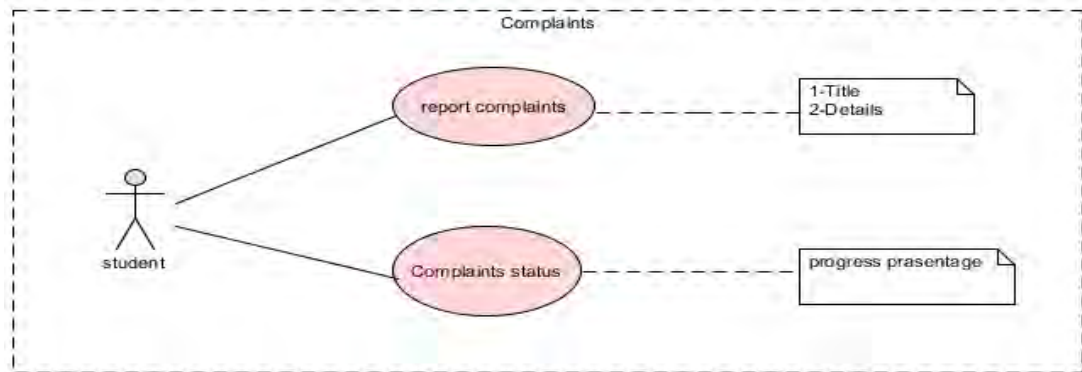 Complaints
report complaints
1-Title
2-Details
student
Complaints status
progress prasentage